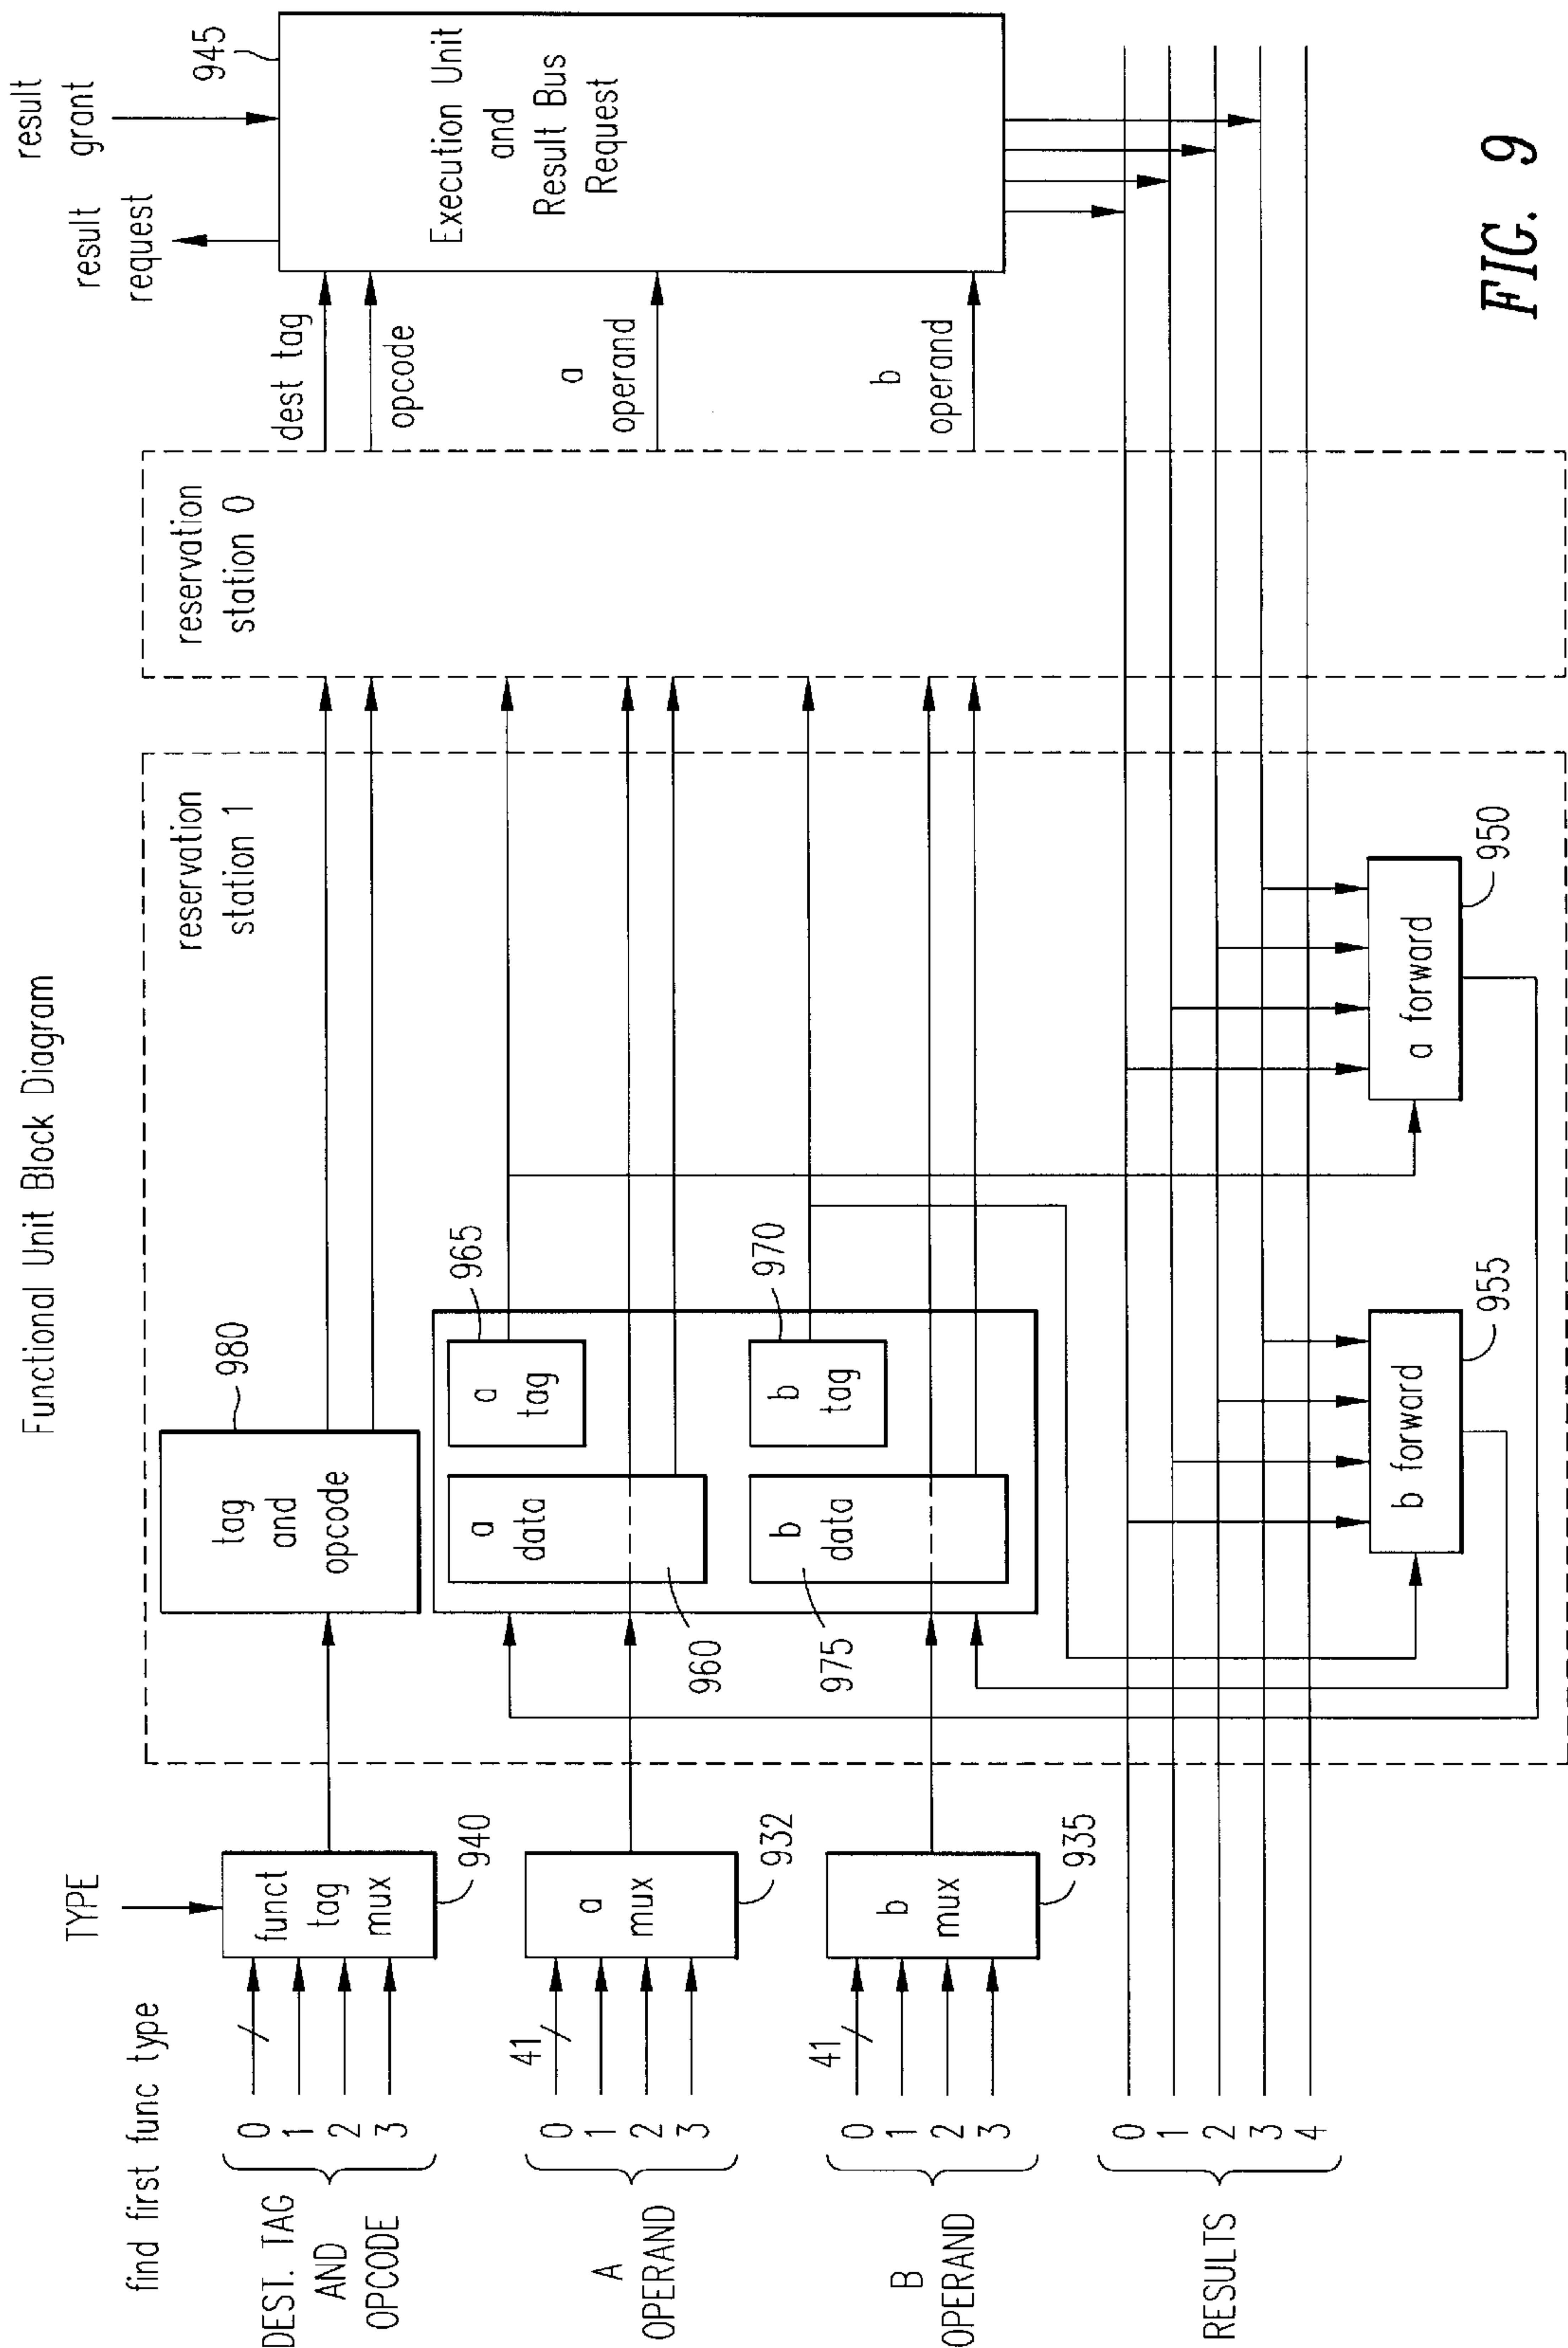 Functional Unit Block Diagram
find first func type
TYPE
DEST. TAG
AND
OPCODE
0
1
2
3
funct
tag
mux
940
tag
and
opcode
980
reservation
station 1
reservation
station 0
dest tag
opcode
result
request
result
grant
945
Execution Unit
and
Result Bus
Request
A
OPERAND
0
1
2
3
41
a
mux
932
a
data
960
a
tag
965
a
operand
B
OPERAND
0
1
2
3
41
b
mux
935
b
data
975
b
tag
970
b
operand
RESULTS
0
1
2
3
4
b forward
955
a forward
950
FIG. 9